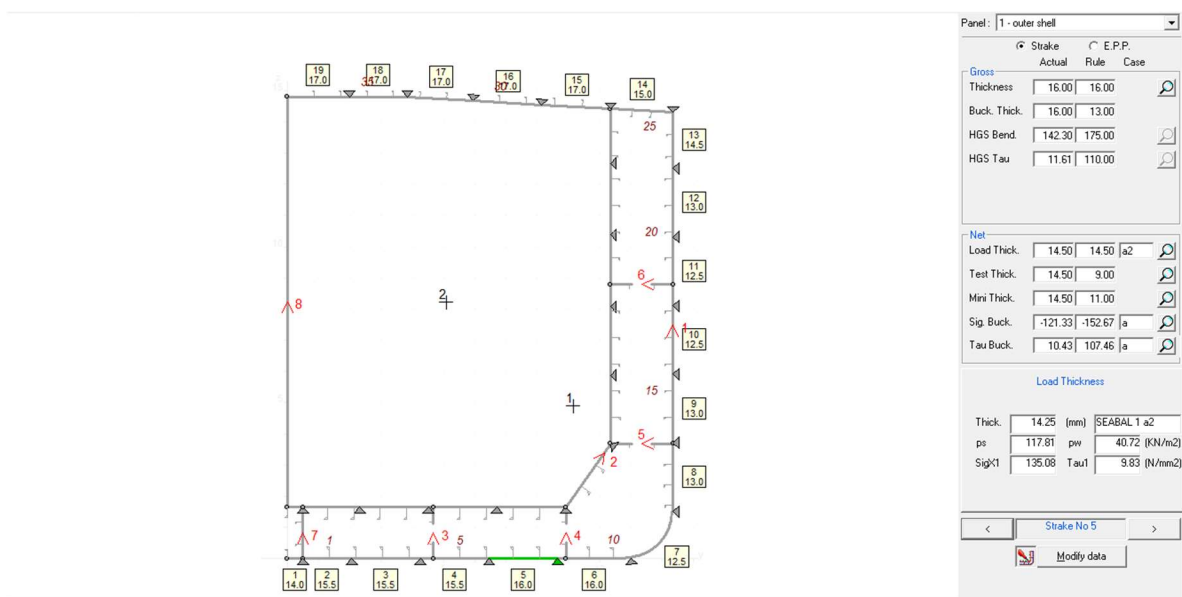 Panel : 1 - outer shell
Strake E.P.P.
Actual Rule Case
Gross
Thickness 16.00 16.00
Buck. Thick. 16.00 13.00
HGS Bend. 142.30 175.00
HGS Tau 11.61 110.00
Net
Load Thick. 14.50 14.50 a2
Test Thick. 14.50 9.00
Mini Thick. 14.50 11.00
Sig. Buck. -121.33 -152.67 a
Tau Buck. 10.43 107.46 a
Load Thickness
Thick. 14.25 (mm) SEABAL 1 a2
ps 117.81 pw 40.72 (KN/m2)
SigX1 135.08 Tau1 9.83 (N/mm2)
< Strake No 5 >
Modify data
19 18 17 16 15 14
17.0 35 17.0 17.0 30 17.0 17.0 15.0
25
13
14.5
12
13.0
20
11
12.5
6
2
8
1
10
12.5
15
1
9
13.0
5
2
8
13.0
7 1 3 5 4 10
7
12.5
1 2 3 4 5 6
14.0 15.5 15.5 15.5 16.0 16.0